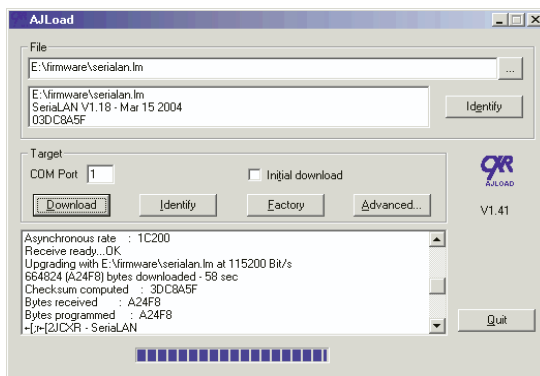 AJLoad
File
E:\firmware\serialan.lm
...
E:\firmware\serialan.lm
SeriaLAN V1.18 - Mar 15 2004
03DC8A5F
Identify
Target
COM Port 1
Initial download
Download Identify Factory Advanced...
CXR
AJLOAD
V1.41
Asynchronous rate : 1C200
Receive ready...OK
Upgrading with E:\firmware\serialan.lm at 115200 Bit/s
664824 (A24F8) bytes downloaded - 58 sec
Checksum computed : 3DC8A5F
Bytes received : A24F8
Bytes programmed : A24F8
←[;r←[2JCXR - SeriaLAN
Quit